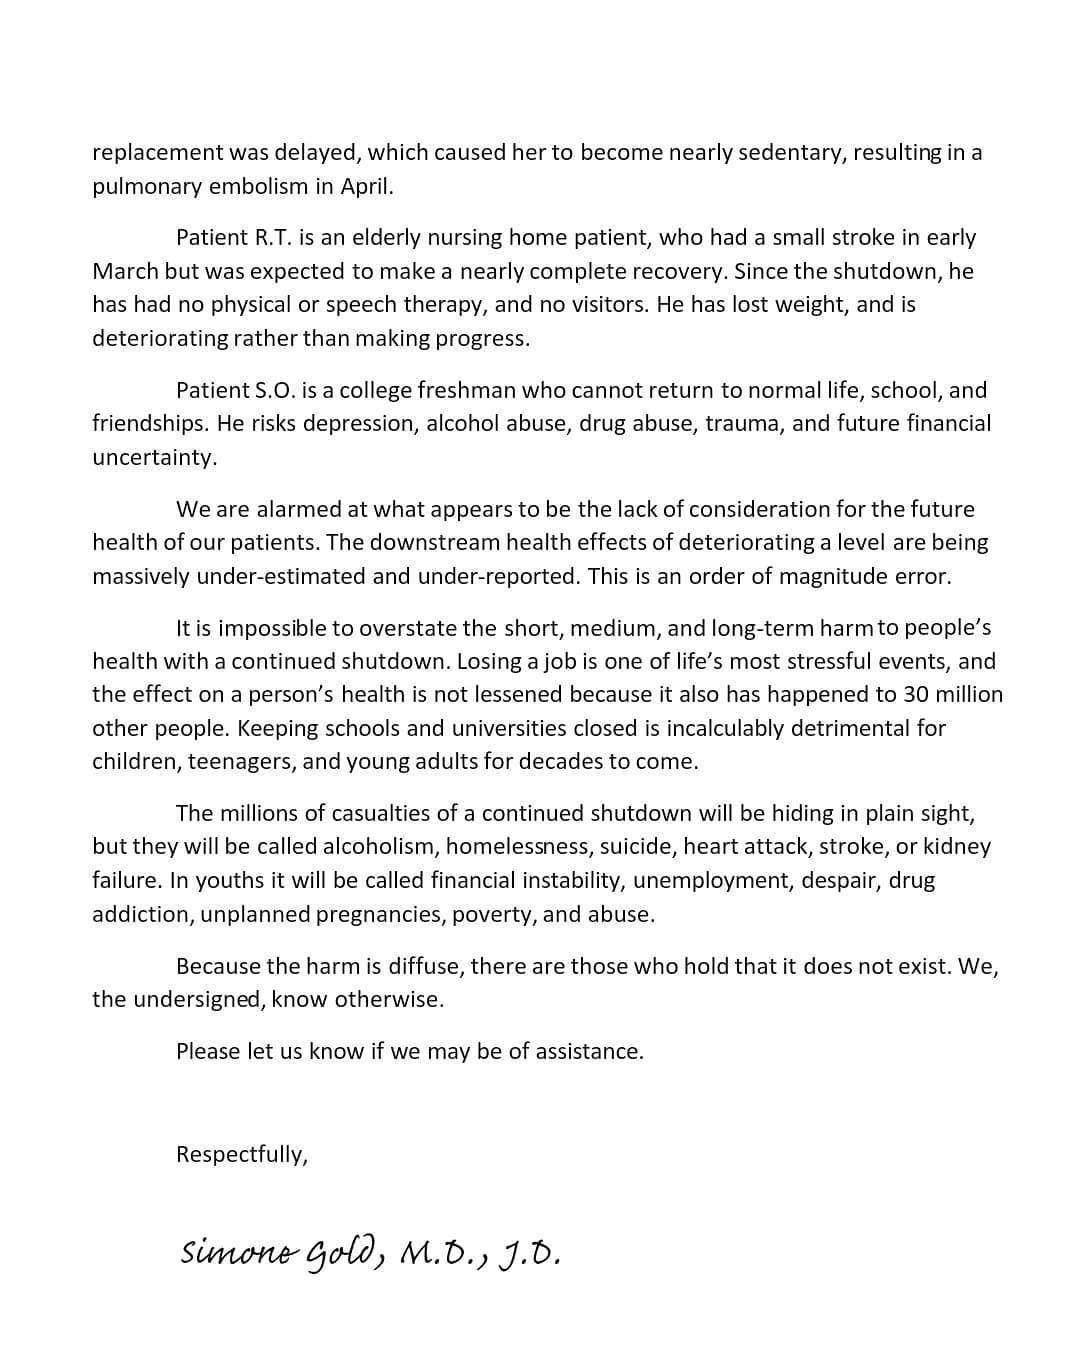 replacement was delayed, which caused her to become nearly sedentary, resulting in a
pulmonary embolism in April.
Patient R.T. is an elderly nursing home patient, who had a small stroke in early
March but was expected to make a nearly complete recovery. Since the shutdown, he
has had no physical or speech therapy, and no visitors. He has lost weight, and is
deteriorating rather than making progress.
Patient S.O. is a college freshman who cannot return to normal life, school, and
friendships. He risks depression, alcohol abuse, drug abuse, trauma, and future financial
uncertainty.
We are alarmed at what appears to be the lack of consideration for the future
health of our patients. The downstream health effects of deteriorating a level are being
massively under-estimated and under-reported. This is an order of magnitude error.
It is impossible to overstate the short, medium, and long-term harm to people’s
health with a continued shutdown. Losing a job is one of life’s most stressful events, and
the effect on a person’s health is not lessened because it also has happened to 30 million
other people. Keeping schools and universities closed is incalculably detrimental for
children, teenagers, and young adults for decades to come.
The millions of casualties of a continued shutdown will be hiding in plain sight,
but they will be called alcoholism, homelessness, suicide, heart attack, stroke, or kidney
failure. In youths it will be called financial instability, unemployment, despair, drug
addiction, unplanned pregnancies, poverty, and abuse.
Because the harm is diffuse, there are those who hold that it does not exist. We,
the undersigned, know otherwise.
Please let us know if we may be of assistance.
Respectfully,
Simone Gold, M.D., J.D.